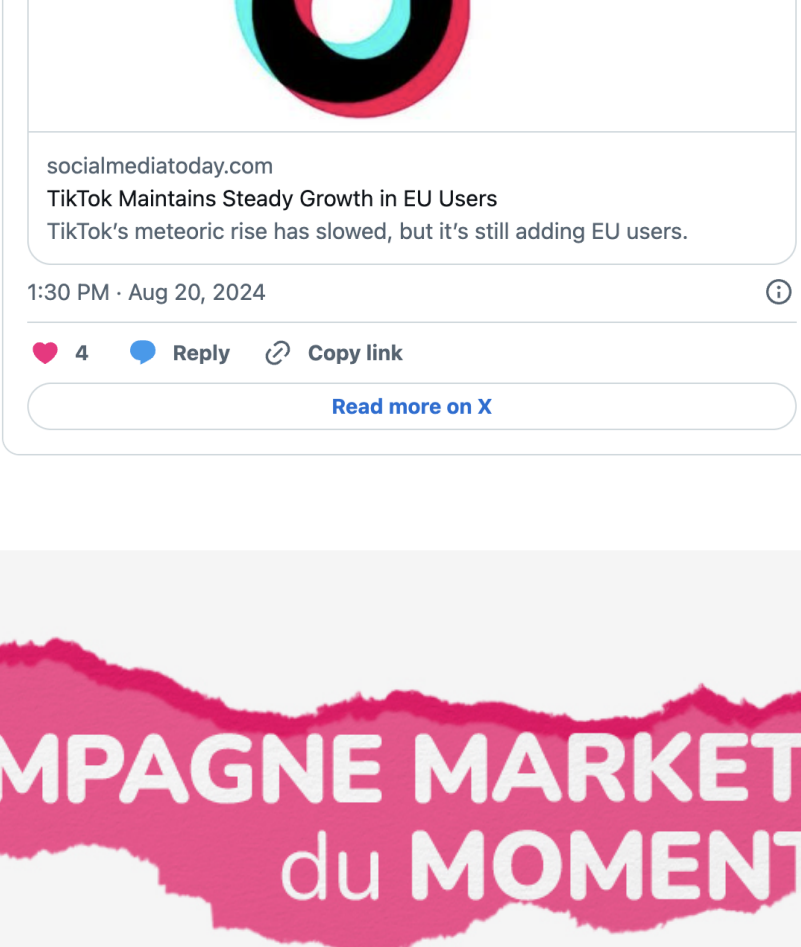 socialmediatoday.com
TikTok Maintains Steady Growth in EU Users
TikTok’s meteoric rise has slowed, but it’s still adding EU users.
1:30 PM · Aug 20, 2024
4 Reply Copy link
Read more on X
MPAGNE MARKET
du MOMENT